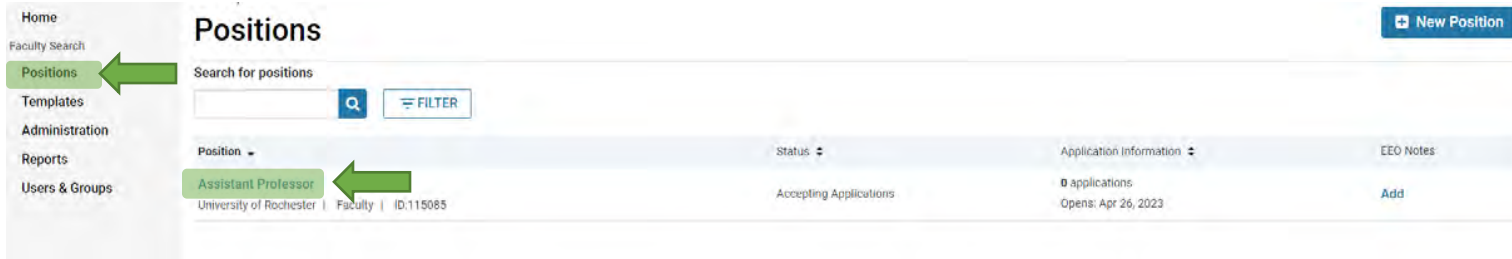 Home
Faculty Search
Positions
Templates
Administration
Reports
Users & Groups
Positions
New Position
Search for positions
FILTER
Position Status Application Information EEO Notes
Assistant Professor
University of Rochester | Faculty | ID:115085
Accepting Applications
0 applications
Opens: Apr 26, 2023
Add